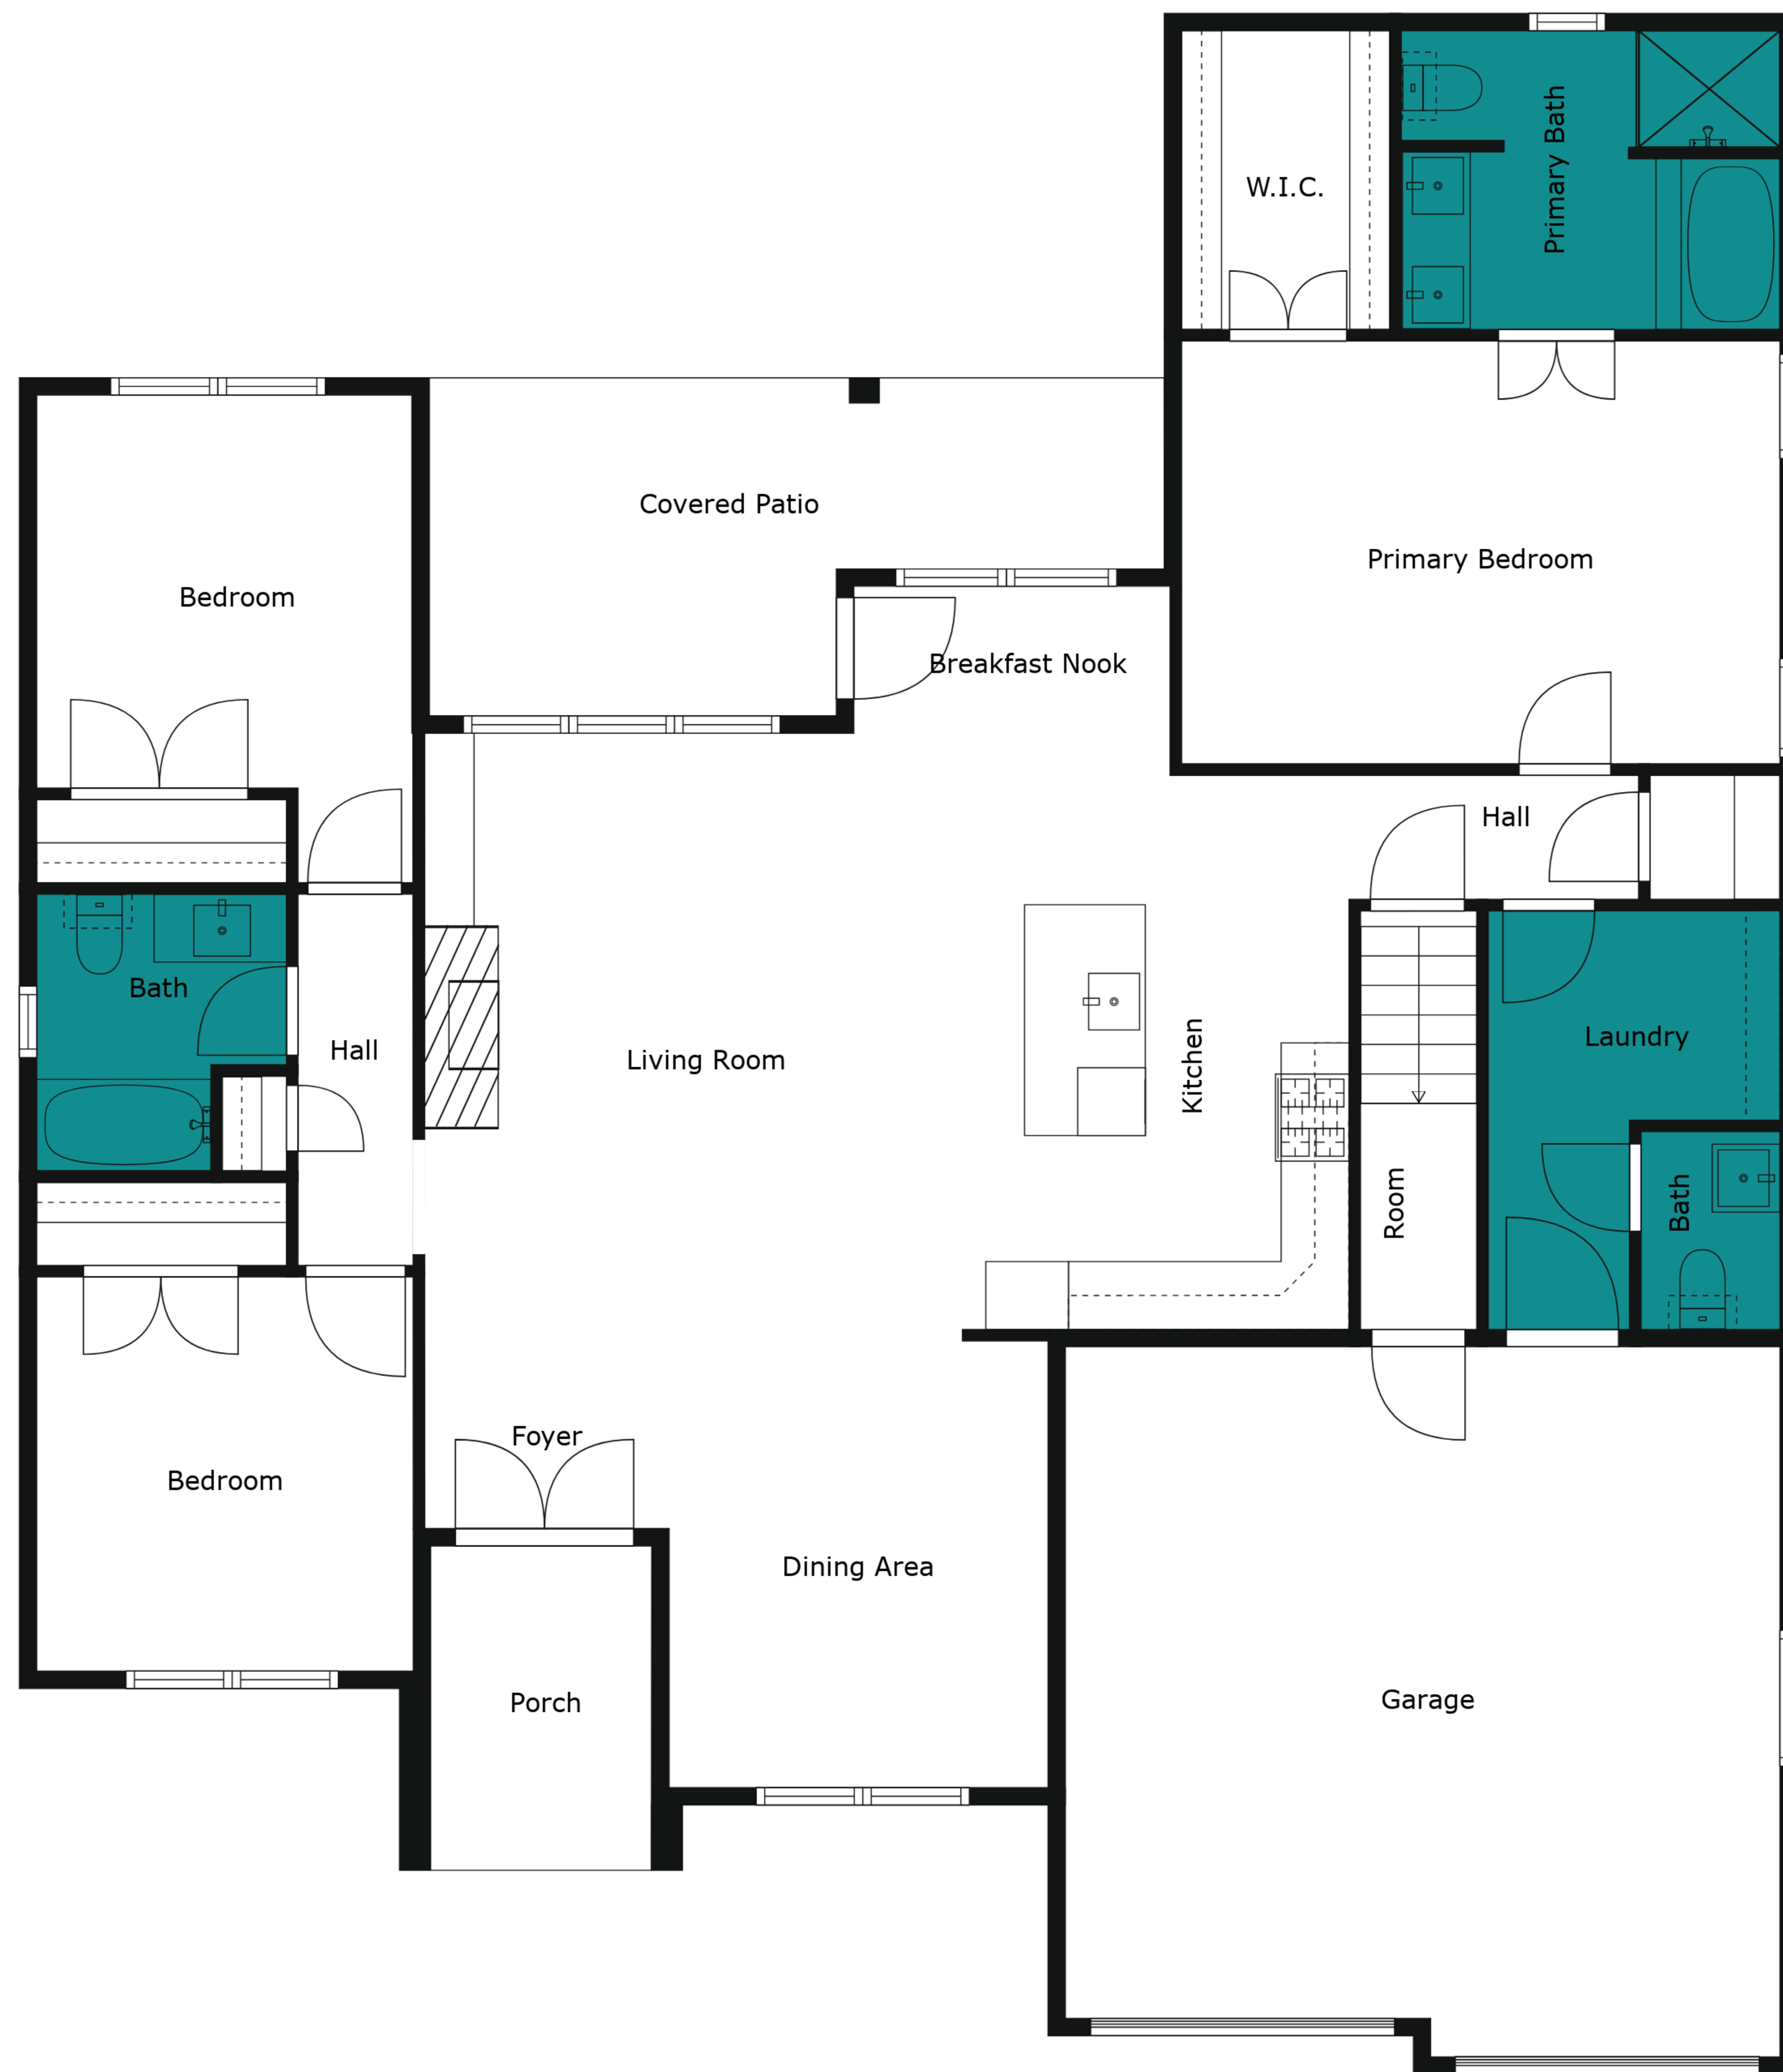 Primary Bath
W.I.C.
Covered Patio
Primary Bedroom
Bedroom
Breakfast Nook
Hall
Bath
Laundry
Hall
Living Room
Kitchen
Room
Bath
Foyer
Bedroom
Dining Area
Porch
Garage